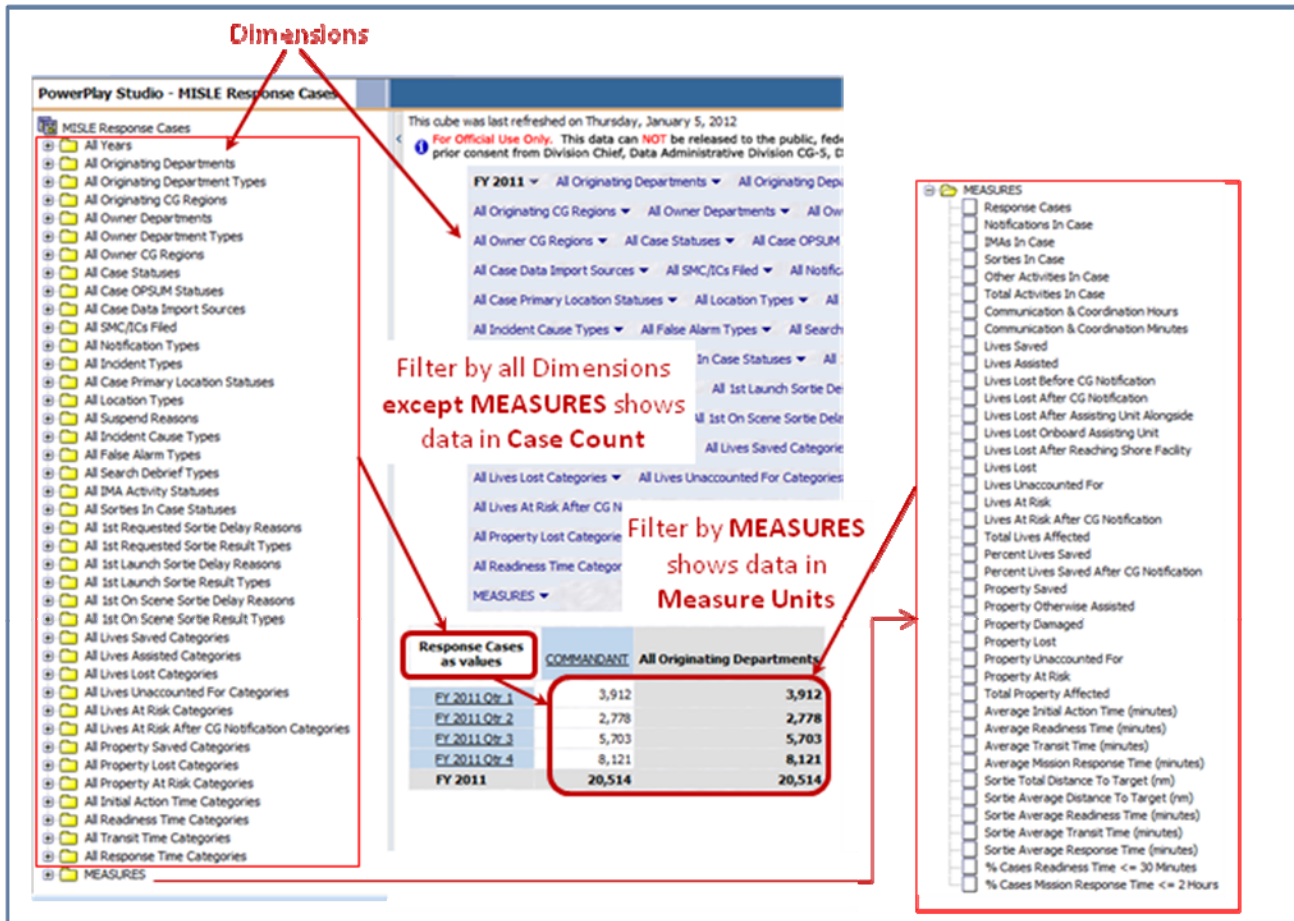 Dimensions
PowerPlay Studio - MISLE Response Cases
MISLE Response Cases
All Years
All Originating Departments
All Originating Department Types
All Originating CG Regions
All Owner Departments
All Owner Department Types
All Owner CG Regions
All Case Statuses
All Case OPSUM Statuses
All Case Data Import Sources
All SMC/ICs Filed
All Notification Types
All Incident Types
All Case Primary Location Statuses
All Location Types
All Suspend Reasons
All Incident Cause Types
All False Alarm Types
All Search Debrief Types
All IMA Activity Statuses
All Sorties In Case Statuses
All 1st Requested Sortie Delay Reasons
All 1st Requested Sortie Result Types
All 1st Launch Sortie Delay Reasons
All 1st Launch Sortie Result Types
All 1st On Scene Sortie Delay Reasons
All 1st On Scene Sortie Result Types
All Lives Saved Categories
All Lives Assisted Categories
All Lives Lost Categories
All Lives Unaccounted For Categories
All Lives At Risk Categories
All Lives At Risk After CG Notification Categories
All Property Saved Categories
All Property Lost Categories
All Property At Risk Categories
All Initial Action Time Categories
All Readiness Time Categories
All Transit Time Categories
All Response Time Categories
MEASURES
This cube was last refreshed on Thursday, January 5, 2012
For Official Use Only. This data can NOT be released to the public, fede
prior consent from Division Chief, Data Administrative Division CG-5, D
FY 2011 All Originating Departments All Originating Depa
All Originating CG Regions All Owner Departments All Ow
All Owner CG Regions All Case Statuses All Case OPSUM
All Case Data Import Sources All SMC/ICs Filed All Notific
All Case Primary Location Statuses All Location Types All
All Incident Cause Types All False Alarm Types All Search
In Case Statuses All
All 1st Launch Sortie De
All 1st On Scene Sortie Dela
All Lives Saved Categorie
All Lives Lost Categories All Lives Unaccounted For Categories
All Lives At Risk After CG N
All Property Lost Categorie
All Readiness Time Categor
MEASURES
Filter by all Dimensions
except MEASURES shows
data in Case Count
Filter by MEASURES
shows data in
Measure Units
Response Cases as values COMMANDANT All Originating Departments
FY 2011 Qtr 1 3,912 3,912
FY 2011 Qtr 2 2,778 2,778
FY 2011 Qtr 3 5,703 5,703
FY 2011 Qtr 4 8,121 8,121
FY 2011 20,514 20,514
MEASURES
Response Cases
Notifications In Case
IMAs In Case
Sorties In Case
Other Activities In Case
Total Activities In Case
Communication & Coordination Hours
Communication & Coordination Minutes
Lives Saved
Lives Assisted
Lives Lost Before CG Notification
Lives Lost After CG Notification
Lives Lost After Assisting Unit Alongside
Lives Lost Onboard Assisting Unit
Lives Lost After Reaching Shore Facility
Lives Lost
Lives Unaccounted For
Lives At Risk
Lives At Risk After CG Notification
Total Lives Affected
Percent Lives Saved
Percent Lives Saved After CG Notification
Property Saved
Property Otherwise Assisted
Property Damaged
Property Lost
Property Unaccounted For
Property At Risk
Total Property Affected
Average Initial Action Time (minutes)
Average Readiness Time (minutes)
Average Transit Time (minutes)
Average Mission Response Time (minutes)
Sortie Total Distance To Target (nm)
Sortie Average Distance To Target (nm)
Sortie Average Readiness Time (minutes)
Sortie Average Transit Time (minutes)
Sortie Average Response Time (minutes)
% Cases Readiness Time <= 30 Minutes
% Cases Mission Response Time <= 2 Hours